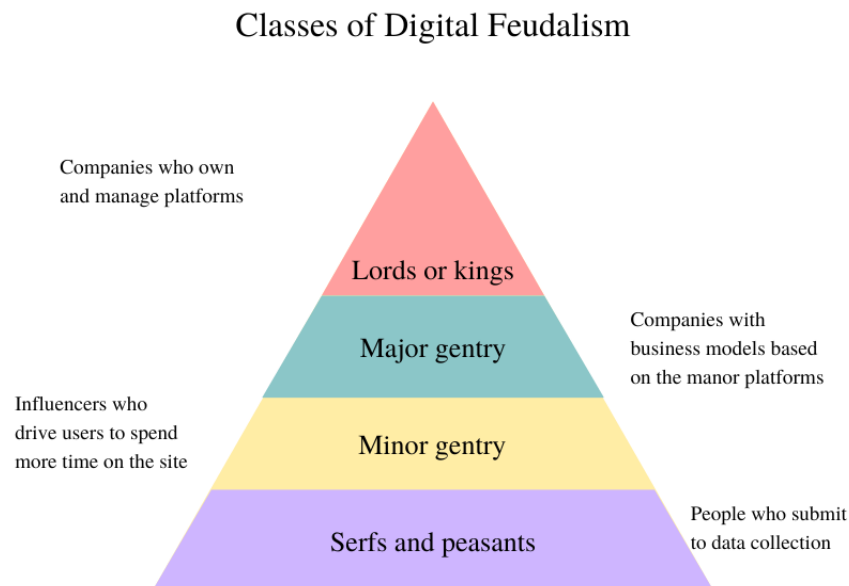 Classes of Digital Feudalism
Companies who own
and manage platforms
Lords or kings
Major gentry
Companies with
business models based
on the manor platforms
Influencers who
drive users to spend
more time on the site
Minor gentry
Serfs and peasants
People who submit
to data collection